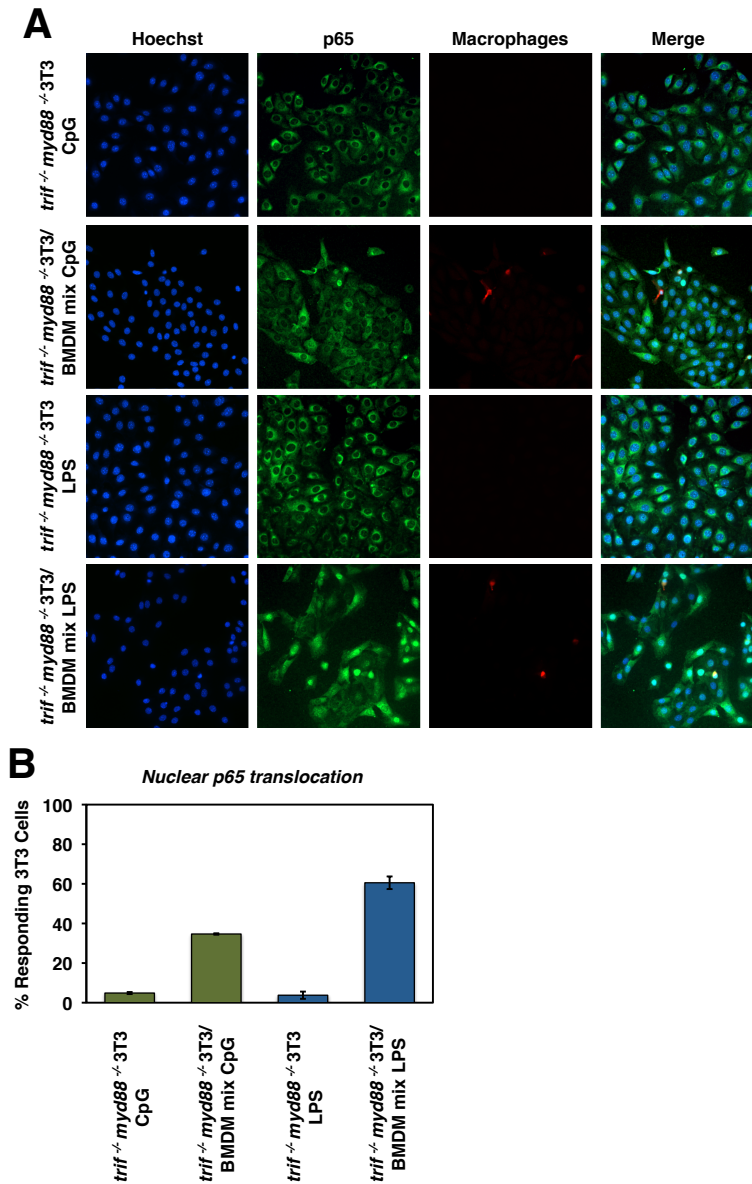 A
Hoechst p65 Macrophages Merge
trif -/- myd88 -/- 3T3
CpG
trif -/- myd88 -/- 3T3/
BMDM mix CpG
trif -/- myd88 -/- 3T3
LPS
trif -/- myd88 -/- 3T3/
BMDM mix LPS
B
Nuclear p65 translocation
% Responding 3T3 Cells
100
80
60
40
20
0
trif -/- myd88 -/- 3T3
CpG
trif -/- myd88 -/- 3T3/
BMDM mix CpG
trif -/- myd88 -/- 3T3
LPS
trif -/- myd88 -/- 3T3/
BMDM mix LPS